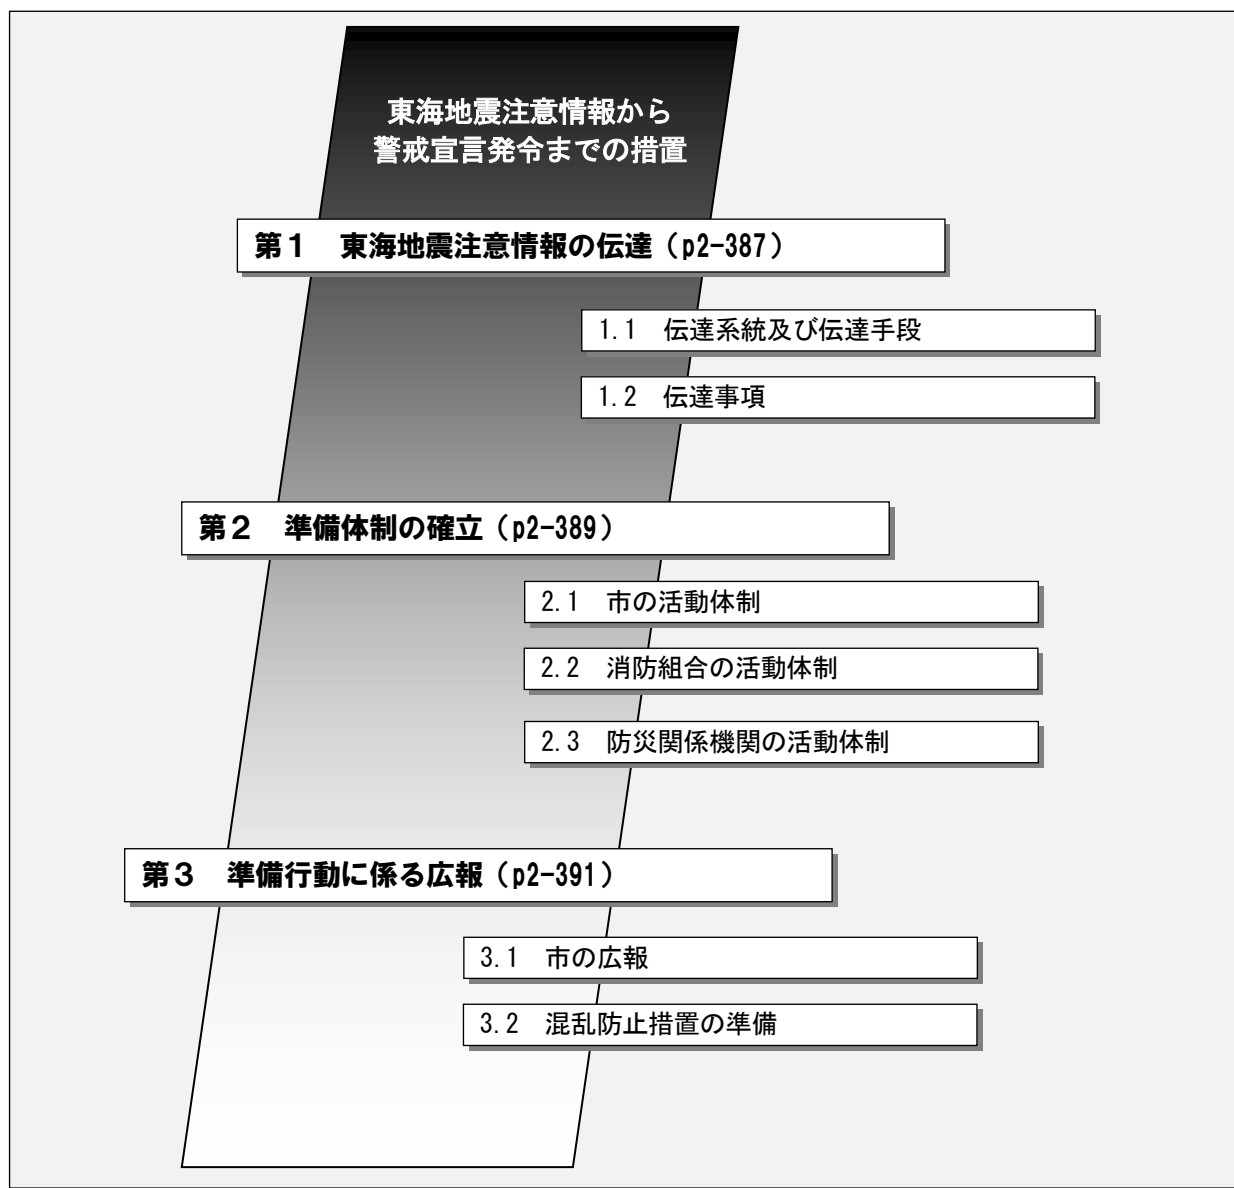 東海地震注意情報から
警戒宣言発令までの措置
第１　東海地震注意情報の伝達（p2-387）
1.1　伝達系統及び伝達手段
1.2　伝達事項
第２　準備体制の確立（p2-389）
2.1　市の活動体制
2.2　消防組合の活動体制
2.3　防災関係機関の活動体制
第３　準備行動に係る広報（p2-391）
3.1　市の広報
3.2　混乱防止措置の準備